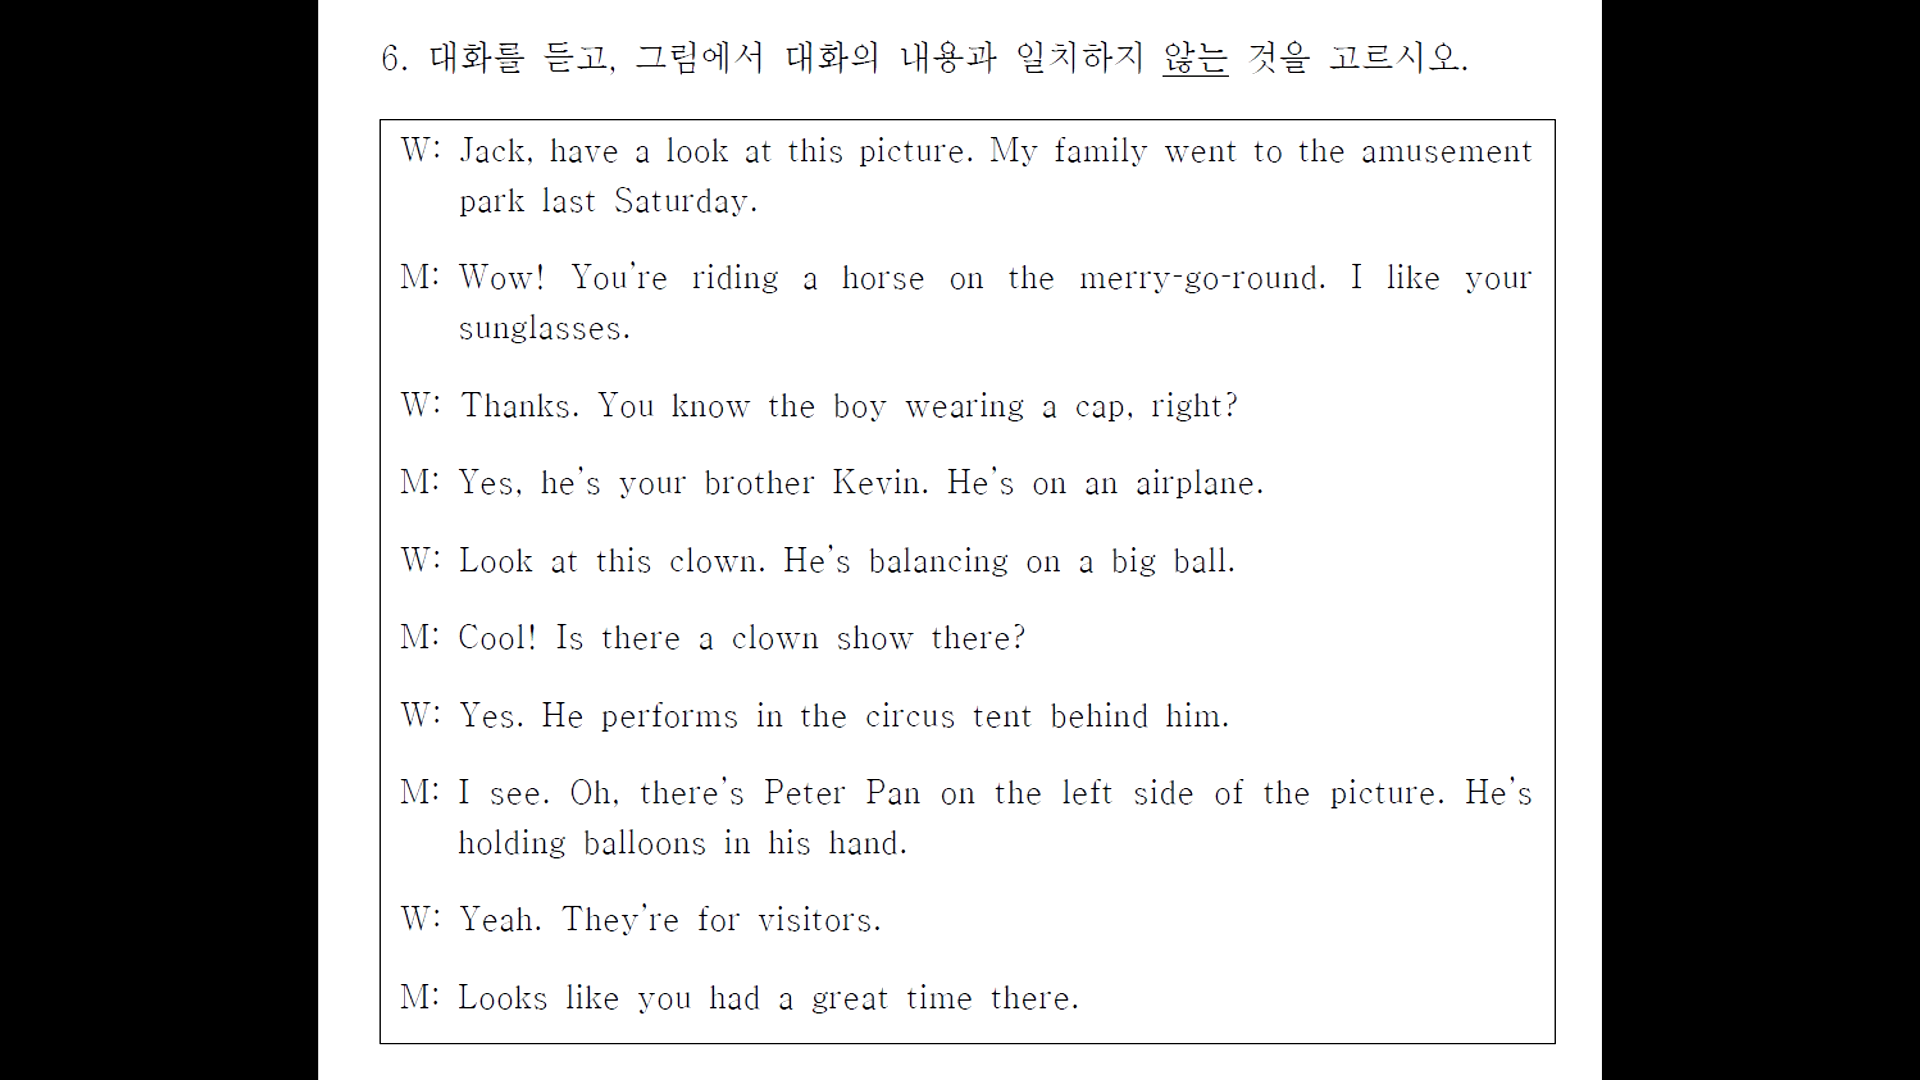 6. 대화를 듣고, 그림에서 대화의 내용과 일치하지 않는 것을 고르시오.
W: Jack, have a look at this picture. My family went to the amusement
park last Saturday.
M: Wow! You're riding a horse on the merry-go-round. I like your
sunglasses.
W: Thanks. You know the boy wearing a cap, right?
M: Yes, he's your brother Kevin. He's on an airplane.
W: Look at this clown. He's balancing on a big ball.
M: Cool! Is there a clown show there?
W: Yes. He performs in the circus tent behind him.
M: I see. Oh, there's Peter Pan on the left side of the picture. He's
holding balloons in his hand.
W: Yeah. They're for visitors.
M: Looks like you had a great time there.